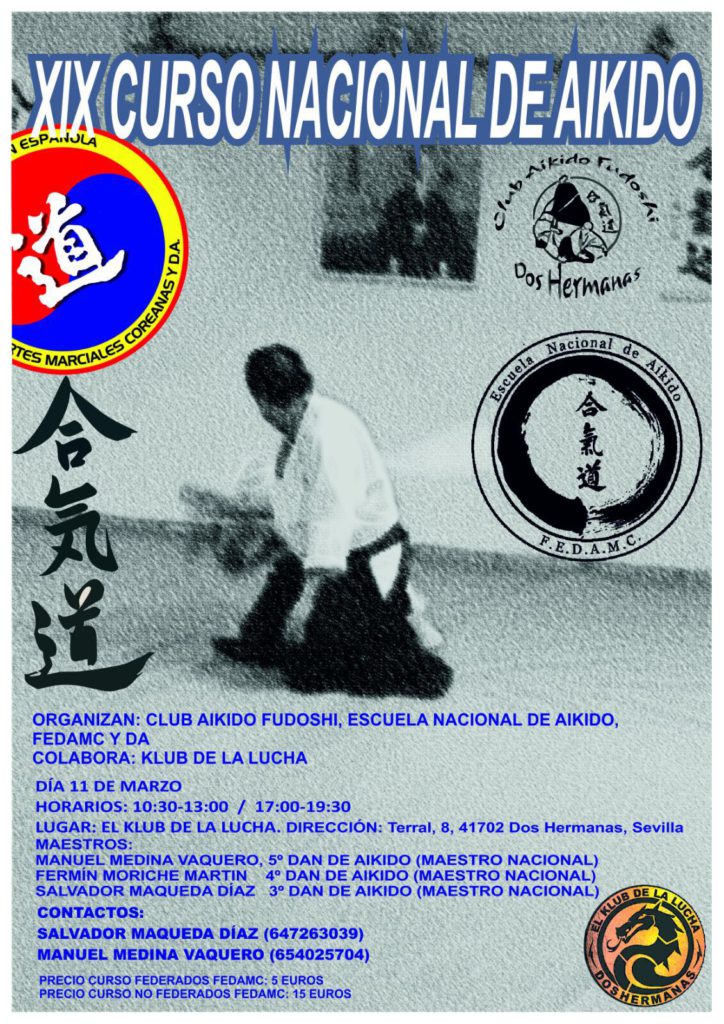 XIX CURSO NACIONAL DE AIKIDO
N ESPAÑOLA
道
RTES MARCIALES COREANAS Y D.A.
Club Aikido Fudoshi
合氣道
Dos Hermanas
Escuela Nacional de Aikido
合氣道
F.E.D.A.M.C.
合
気
道
ORGANIZAN: CLUB AIKIDO FUDOSHI, ESCUELA NACIONAL DE AIKIDO,
FEDAMC Y DA
COLABORA: KLUB DE LA LUCHA
DÍA 11 DE MARZO
HORARIOS: 10:30-13:00 / 17:00-19:30
LUGAR: EL KLUB DE LA LUCHA. DIRECCIÓN: Terral, 8, 41702 Dos Hermanas, Sevilla
MAESTROS:
MANUEL MEDINA VAQUERO, 5º DAN DE AIKIDO (MAESTRO NACIONAL)
FERMÍN MORICHE MARTIN 4º DAN DE AIKIDO (MAESTRO NACIONAL)
SALVADOR MAQUEDA DÍAZ 3º DAN DE AIKIDO (MAESTRO NACIONAL)
CONTACTOS:
SALVADOR MAQUEDA DÍAZ (647263039)
MANUEL MEDINA VAQUERO (654025704)
PRECIO CURSO FEDERADOS FEDAMC: 5 EUROS
PRECIO CURSO NO FEDERADOS FEDAMC: 15 EUROS
EL KLUB DE LA LUCHA
DOS HERMANAS